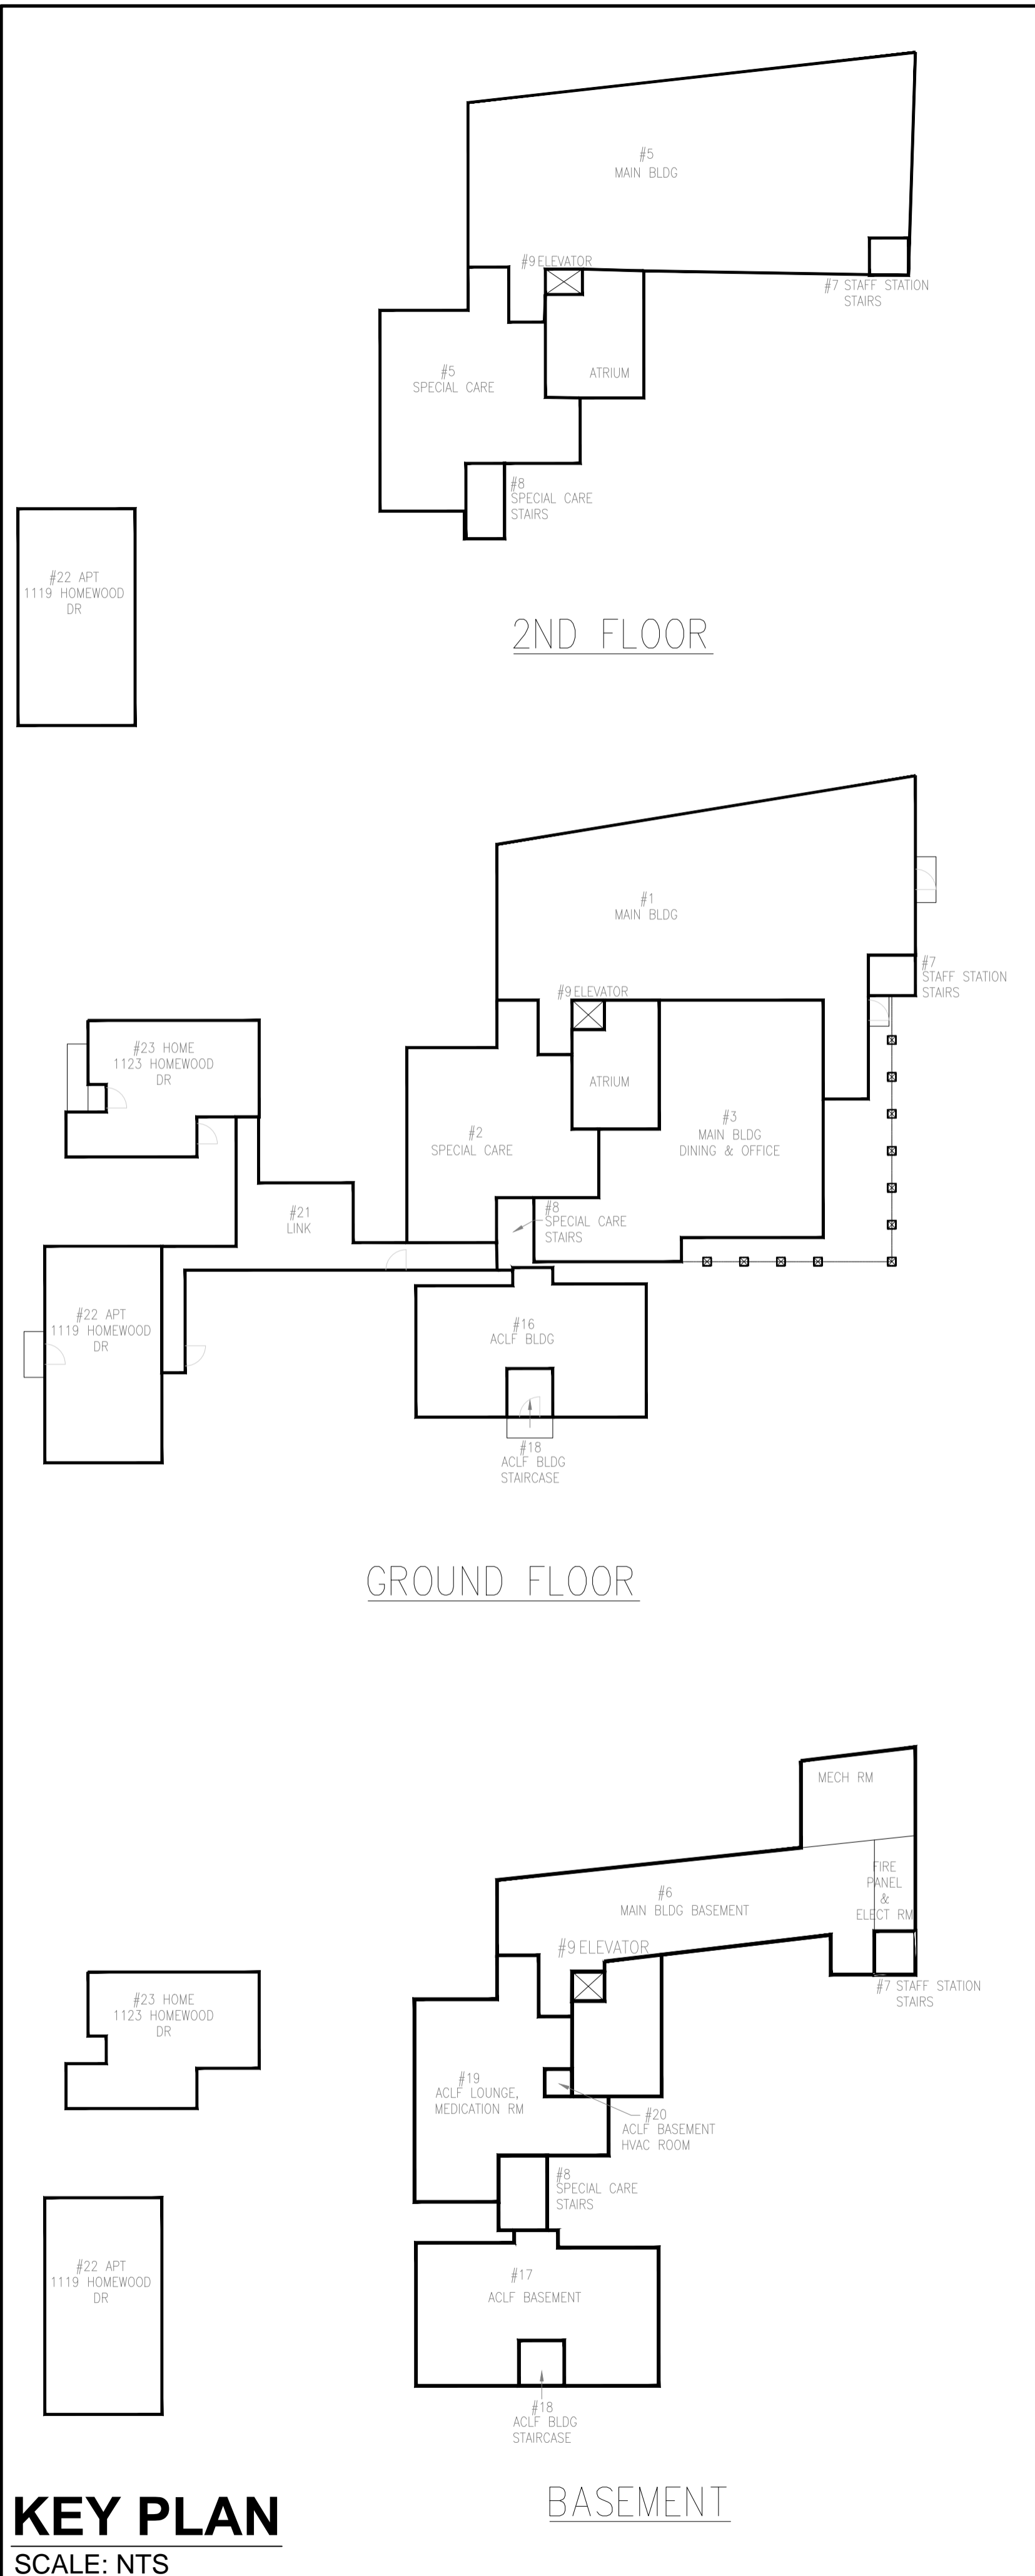 #5
MAIN BLDG
#9 ELEVATOR
#7 STAFF STATION
STAIRS
#5
SPECIAL CARE
ATRIUM
#8
SPECIAL CARE
STAIRS
#22 APT
1119 HOMEWOOD
DR
2ND FLOOR
#1
MAIN BLDG
#7
STAFF STATION
STAIRS
#9 ELEVATOR
#23 HOME
1123 HOMEWOOD
DR
ATRIUM
#3
MAIN BLDG
DINING & OFFICE
#2
SPECIAL CARE
#21
LINK
#8
SPECIAL CARE
STAIRS
#22 APT
1119 HOMEWOOD
DR
#16
ACLF BLDG
#18
ACLF BLDG
STAIRCASE
GROUND FLOOR
MECH RM
FIRE
PANEL
&
ELECT RM
#6
MAIN BLDG BASEMENT
#9 ELEVATOR
#7 STAFF STATION
STAIRS
#23 HOME
1123 HOMEWOOD
DR
#19
ACLF LOUNGE,
MEDICATION RM
#20
ACLF BASEMENT
HVAC ROOM
#8
SPECIAL CARE
STAIRS
#22 APT
1119 HOMEWOOD
DR
#17
ACLF BASEMENT
#18
ACLF BLDG
STAIRCASE
BASEMENT
KEY PLAN
SCALE: NTS